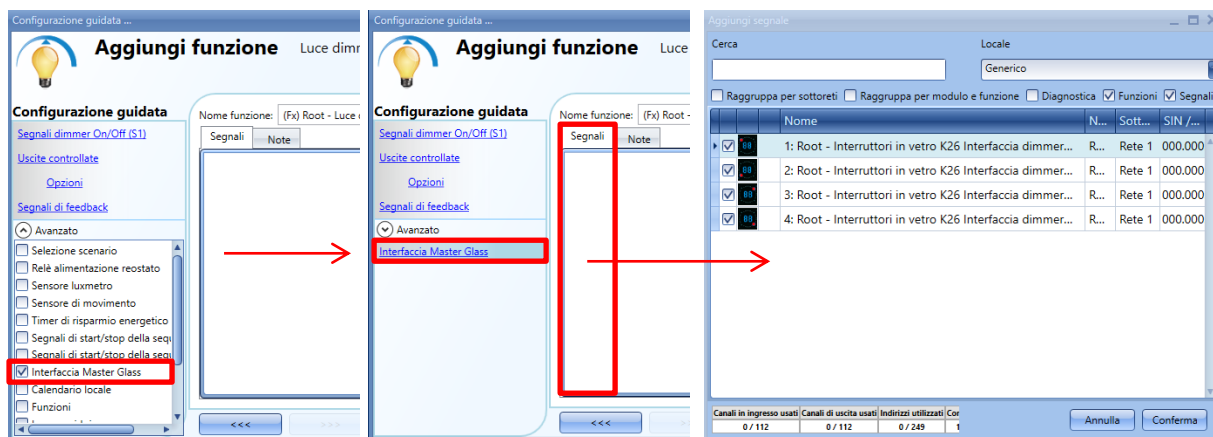 Configurazione guidata ...
Aggiungi funzione Luce dimr
Configurazione guidata
Segnali dimmer On/Off (S1)
Uscite controllate
Opzioni
Segnali di feedback
Avanzato
Selezione scenario
Relè alimentazione reostato
Sensore luxmetro
Sensore di movimento
Timer di risparmio energetico
Segnali di start/stop della sequ
Segnali di start/stop della sequ
Interfaccia Master Glass
Calendario locale
Funzioni
Nome funzione: (Fx) Root - Luce
Segnali Note
<<< >>>
Configurazione guidata ...
Aggiungi funzione Luce
Configurazione guidata
Segnali dimmer On/Off (S1)
Uscite controllate
Opzioni
Segnali di feedback
Avanzato
Interfaccia Master Glass
Nome funzione: (Fx) Root -
Segnali Note
<<<
Aggiungi segnale
Cerca Locale
Generico
Raggruppa per sottoreti Raggruppa per modulo e funzione Diagnostica Funzioni Segnali
Nome N... Sott... SIN /...
1: Root - Interruttori in vetro K26 Interfaccia dimmer... R... Rete 1 000.000
2: Root - Interruttori in vetro K26 Interfaccia dimmer... R... Rete 1 000.000
3: Root - Interruttori in vetro K26 Interfaccia dimmer... R... Rete 1 000.000
4: Root - Interruttori in vetro K26 Interfaccia dimmer... R... Rete 1 000.000
Canali in ingresso usati Canali di uscita usati Indirizzi utilizzati Cor
0 / 112 0 / 112 0 / 249 1
Annulla Conferma